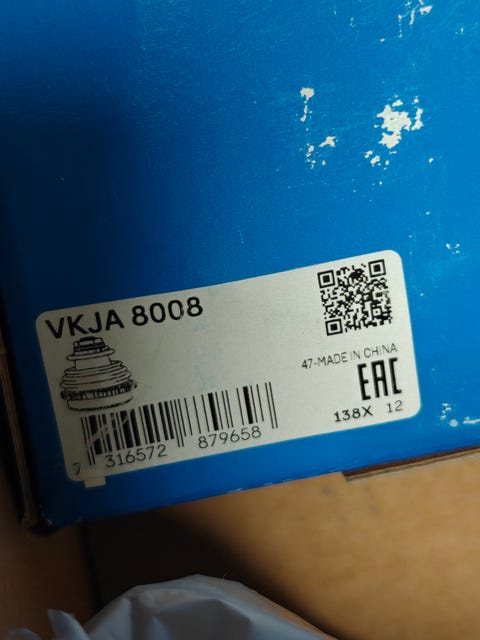 VKJA 8008
47-MADE IN CHINA
EAC
138X 12
7 316572 879658